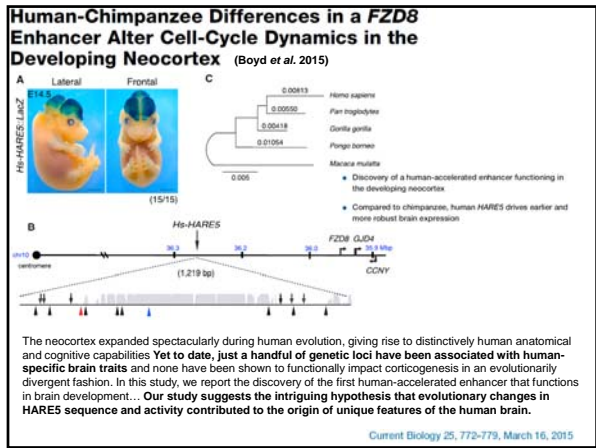 Human-Chimpanzee Differences in a FZD8
Enhancer Alter Cell-Cycle Dynamics in the
Developing Neocortex (Boyd et al. 2015)
A Lateral Frontal
E14.5
Hs-HARE5::LacZ
(15/15)
C
0.00813
Homo sapiens
0.00550
Pan troglodytes
0.00418
Gorilla gorilla
0.01054
Pongo borneo
Macaca mulatta
0.005
• Discovery of a human-accelerated enhancer functioning in
the developing neocortex
• Compared to chimpanzee, human HARE5 drives earlier and
more robust brain expression
B
Hs-HARE5
FZD8 GJD4
chr10 36.3 36.2 36.0 35.9 Mbp
centromere
CCNY
(1,219 bp)
The neocortex expanded spectacularly during human evolution, giving rise to distinctively human anatomical
and cognitive capabilities Yet to date, just a handful of genetic loci have been associated with human-
specific brain traits and none have been shown to functionally impact corticogenesis in an evolutionarily
divergent fashion. In this study, we report the discovery of the first human-accelerated enhancer that functions
in brain development… Our study suggests the intriguing hypothesis that evolutionary changes in
HARE5 sequence and activity contributed to the origin of unique features of the human brain.
Current Biology 25, 772–779, March 16, 2015